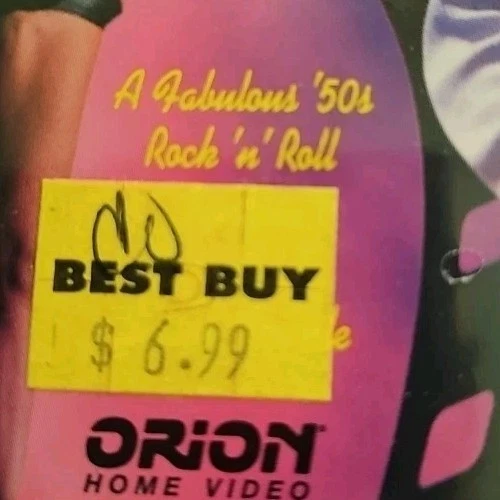 A Fabulous '50s
Rock 'n' Roll
BEST BUY
$ 6.99
ORION
HOME VIDEO